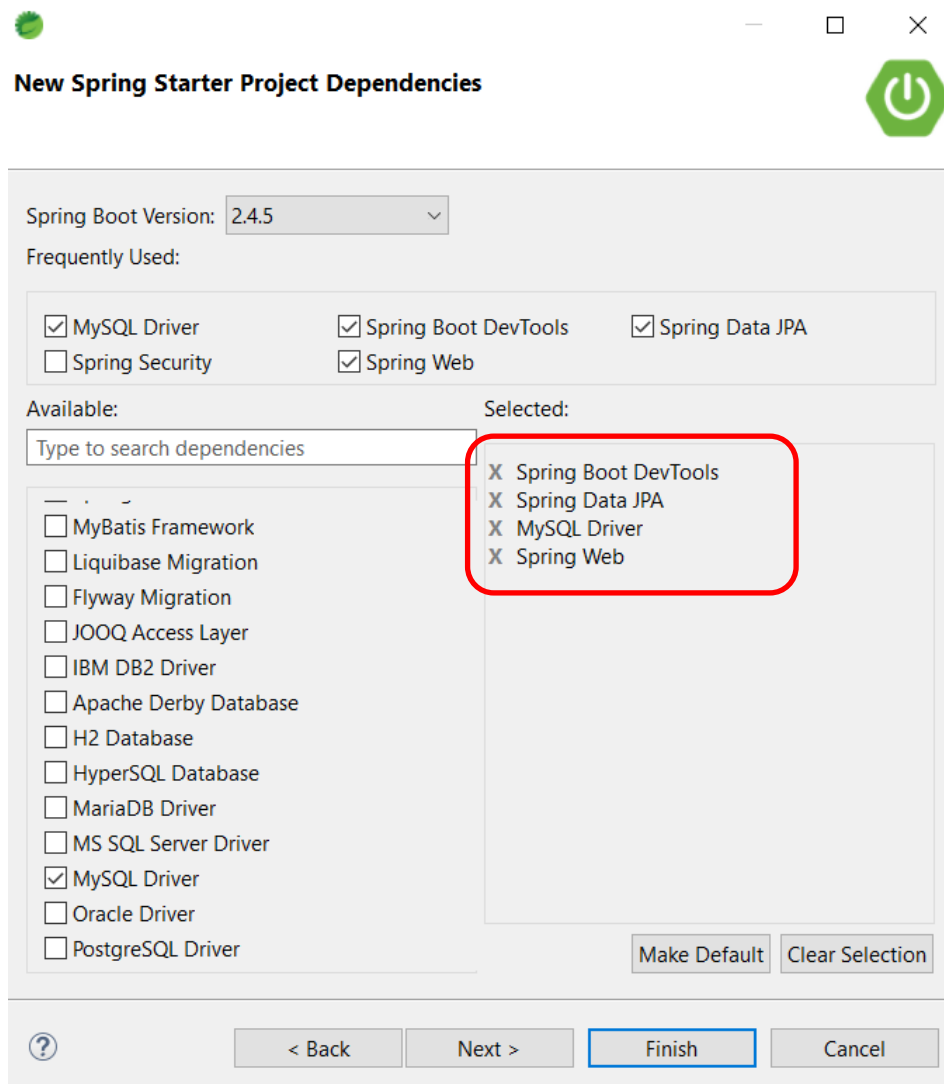 New Spring Starter Project Dependencies
Spring Boot Version: 2.4.5
Frequently Used:
MySQL Driver Spring Boot DevTools Spring Data JPA
Spring Security Spring Web
Available: Selected:
Type to search dependencies
X Spring Boot DevTools
X Spring Data JPA
X MySQL Driver
X Spring Web
MyBatis Framework
Liquibase Migration
Flyway Migration
JOOQ Access Layer
IBM DB2 Driver
Apache Derby Database
H2 Database
HyperSQL Database
MariaDB Driver
MS SQL Server Driver
MySQL Driver
Oracle Driver
PostgreSQL Driver
Make Default Clear Selection
? < Back Next > Finish Cancel